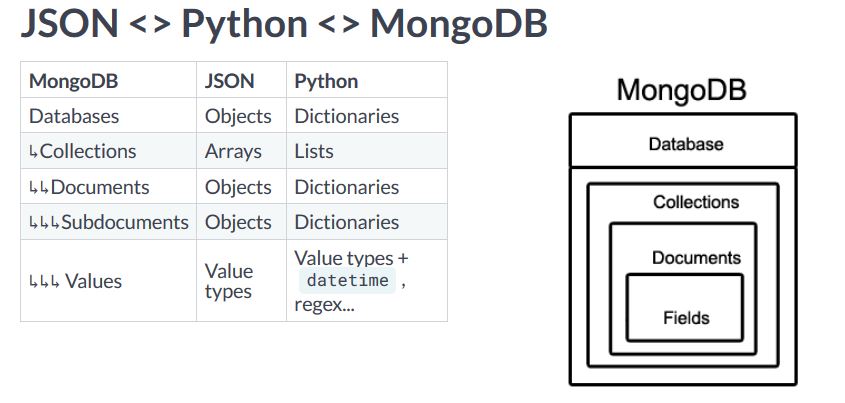 JSON <> Python <> MongoDB
MongoDB JSON Python
Databases Objects Dictionaries
↳Collections Arrays Lists
↳↳Documents Objects Dictionaries
↳↳↳Subdocuments Objects Dictionaries
↳↳↳ Values Value types Value types + datetime , regex...
MongoDB
Database
Collections
Documents
Fields